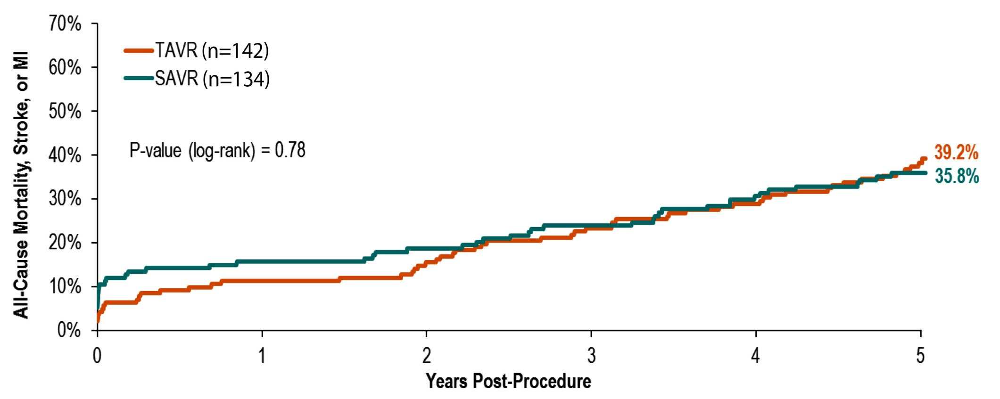 All-Cause Mortality, Stroke, or MI
70%
60%
50%
40%
30%
20%
10%
0%
TAVR (n=142)
SAVR (n=134)
P-value (log-rank) = 0.78
39.2%
35.8%
0 1 2 3 4 5
Years Post-Procedure